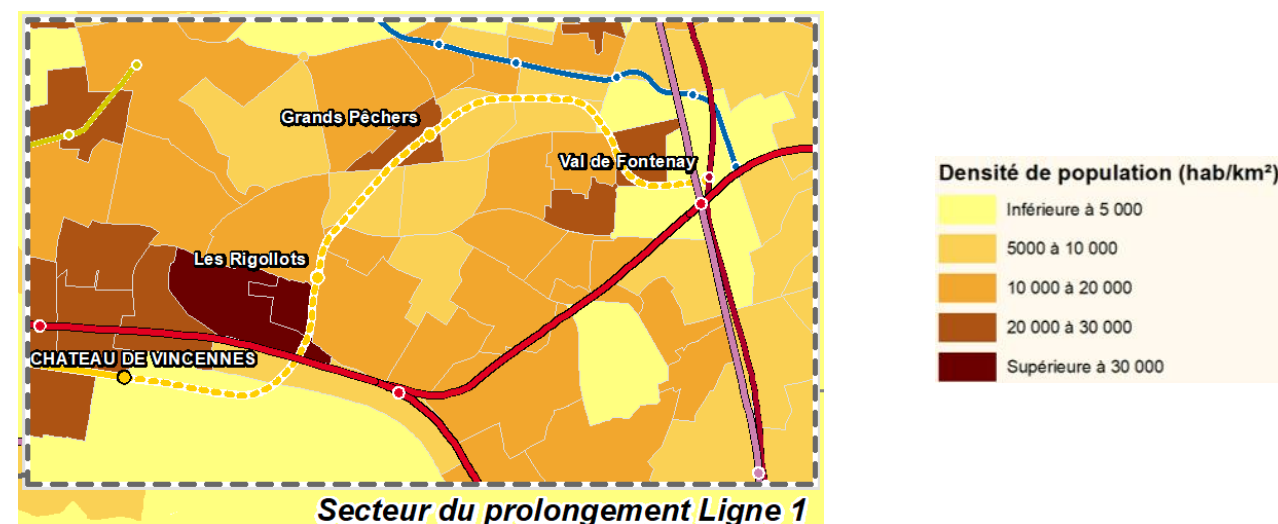 Grands Pêchers
Val de Fontenay
Les Rigollots
CHATEAU DE VINCENNES
Secteur du prolongement Ligne 1
Densité de population (hab/km²)
Inférieure à 5 000
5000 à 10 000
10 000 à 20 000
20 000 à 30 000
Supérieure à 30 000